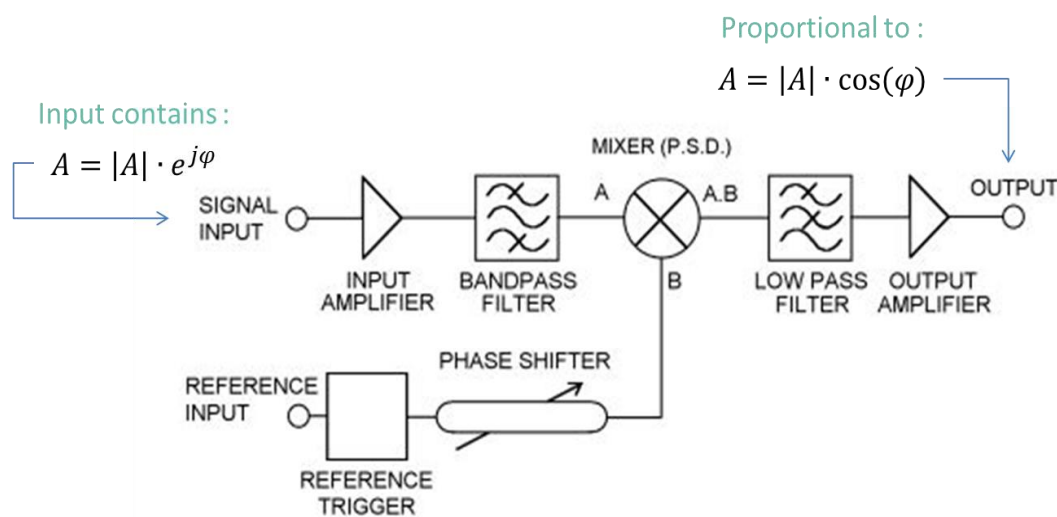 Proportional to :
A = |A| · cos(φ)
Input contains :
A = |A| · e^{jφ}
MIXER (P.S.D.)
SIGNAL
INPUT
A
A.B
OUTPUT
INPUT
AMPLIFIER
BANDPASS
FILTER
B
LOW PASS
FILTER
OUTPUT
AMPLIFIER
PHASE SHIFTER
REFERENCE
INPUT
REFERENCE
TRIGGER